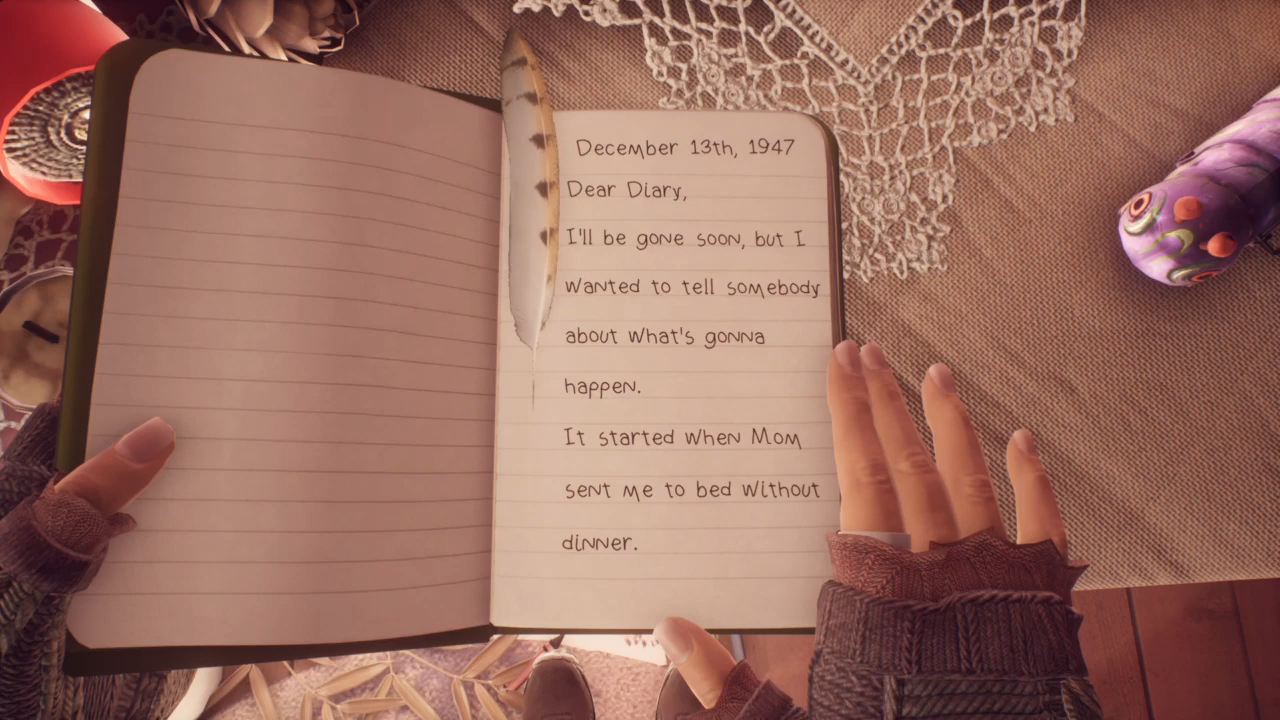 December 13th, 1947
Dear Diary,
I'll be gone soon, but I
wanted to tell somebody
about what's gonna
happen.
It started when Mom
sent me to bed without
dinner.